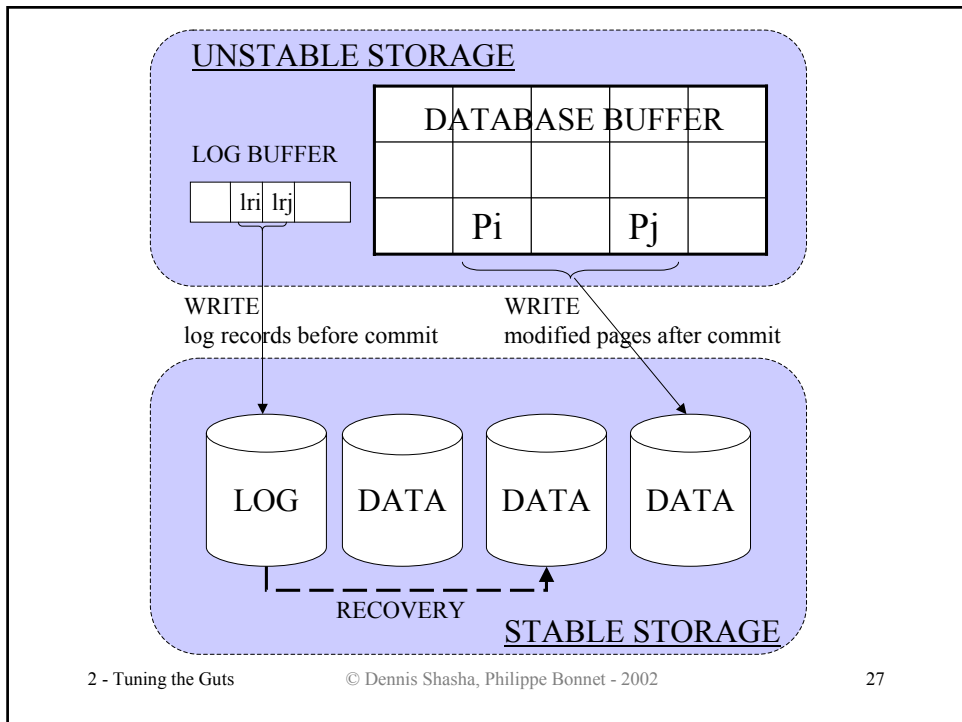 UNSTABLE STORAGE
DATABASE BUFFER
LOG BUFFER
lri lrj
Pi Pj
WRITE
log records before commit
WRITE
modified pages after commit
LOG DATA DATA DATA
RECOVERY
STABLE STORAGE
2 - Tuning the Guts © Dennis Shasha, Philippe Bonnet - 2002 27